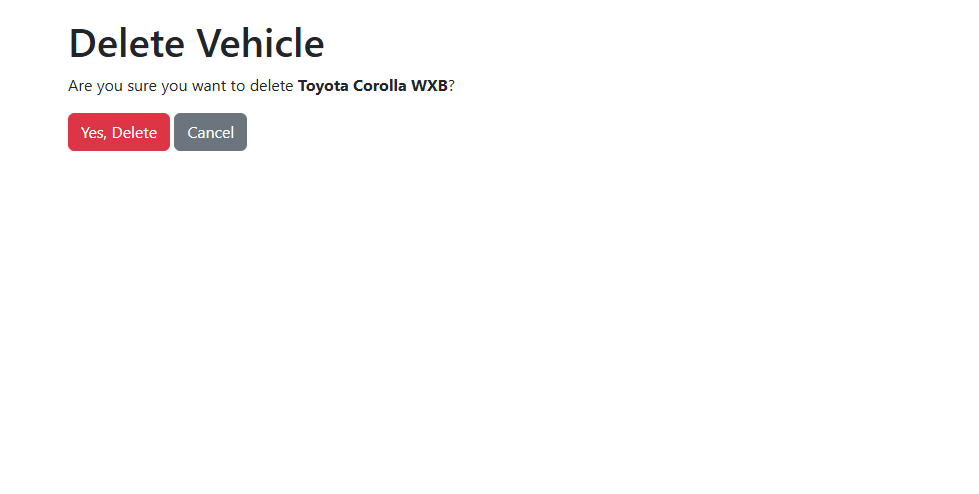 Delete Vehicle
Are you sure you want to delete Toyota Corolla WXB?
Yes, Delete Cancel